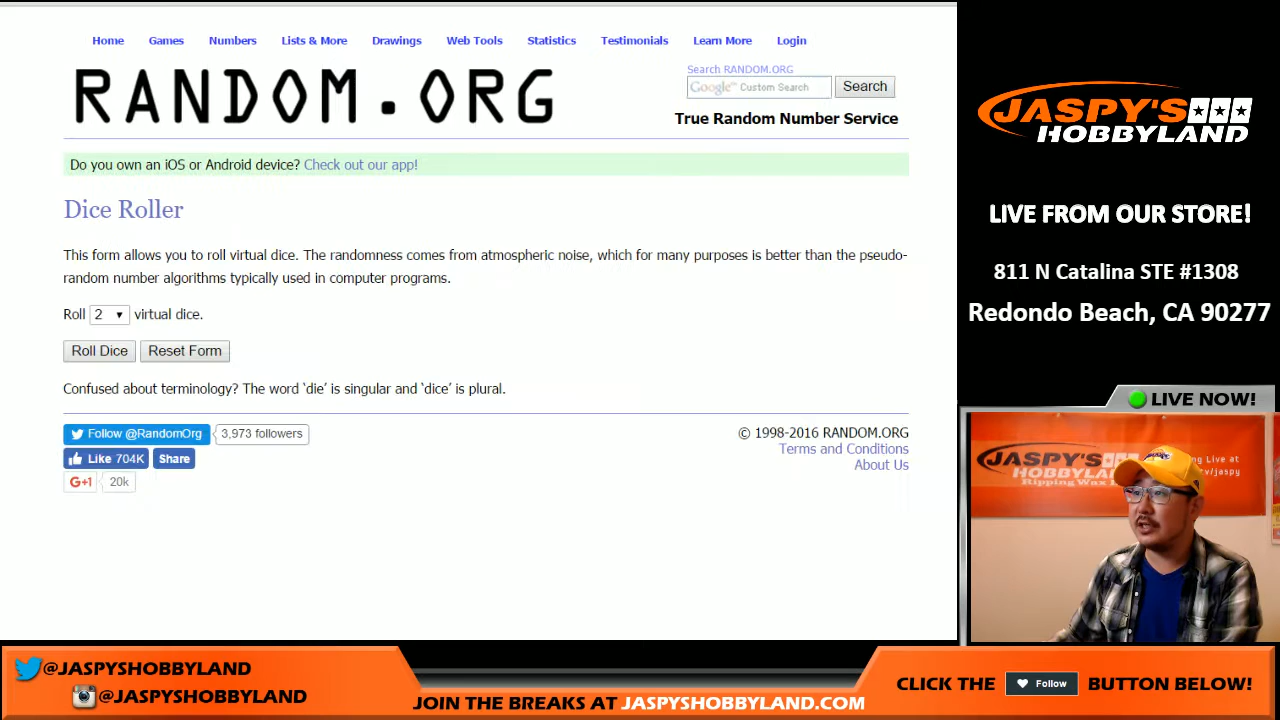 Home Games Numbers Lists & More Drawings Web Tools Statistics Testimonials Learn More Login
RANDOM.ORG
Search RANDOM.ORG
Google™ Custom Search Search
True Random Number Service
Do you own an iOS or Android device? Check out our app!
Dice Roller
This form allows you to roll virtual dice. The randomness comes from atmospheric noise, which for many purposes is better than the pseudo-
random number algorithms typically used in computer programs.
Roll 2 virtual dice.
Roll Dice Reset Form
Confused about terminology? The word ‘die’ is singular and ‘dice’ is plural.
Follow @RandomOrg 3,973 followers
Like 704K Share
G+1 20k
© 1998-2016 RANDOM.ORG
Terms and Conditions
About Us
JASPY'S
HOBBYLAND
LIVE FROM OUR STORE!
811 N Catalina STE #1308
Redondo Beach, CA 90277
LIVE NOW!
JASPY'S
HOBBYLAND
Ripping Wax
ng Live at
v/jaspy
@JASPYSHOBBYLAND
@JASPYSHOBBYLAND
JOIN THE BREAKS AT JASPYSHOBBYLAND.COM
CLICK THE Follow BUTTON BELOW!